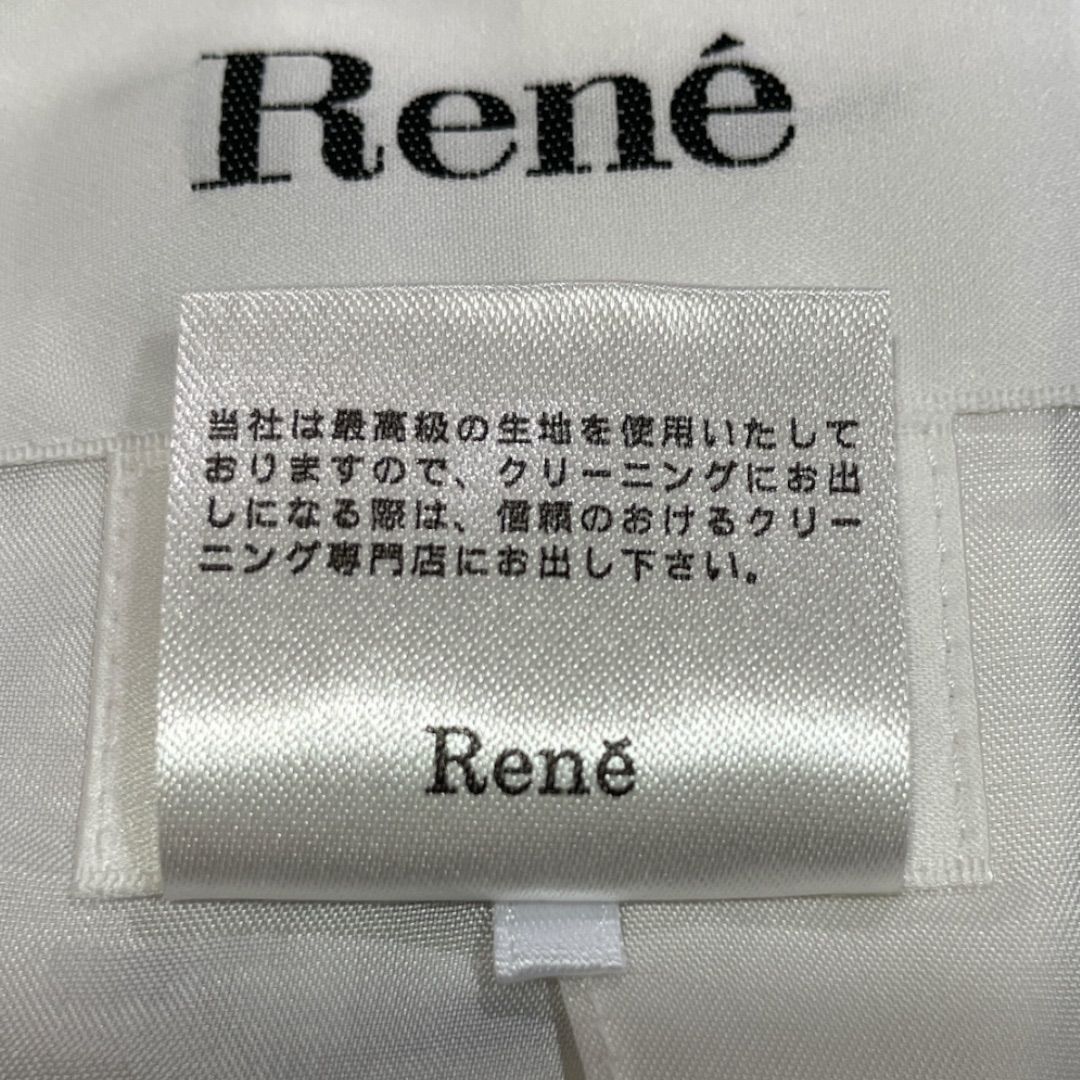 René
当社は最高級の生地を使用いたして
おりますので、クリーニングにお出
しになる際は、信頼のおけるクリー
ニング専門店にお出し下さい。
Reně